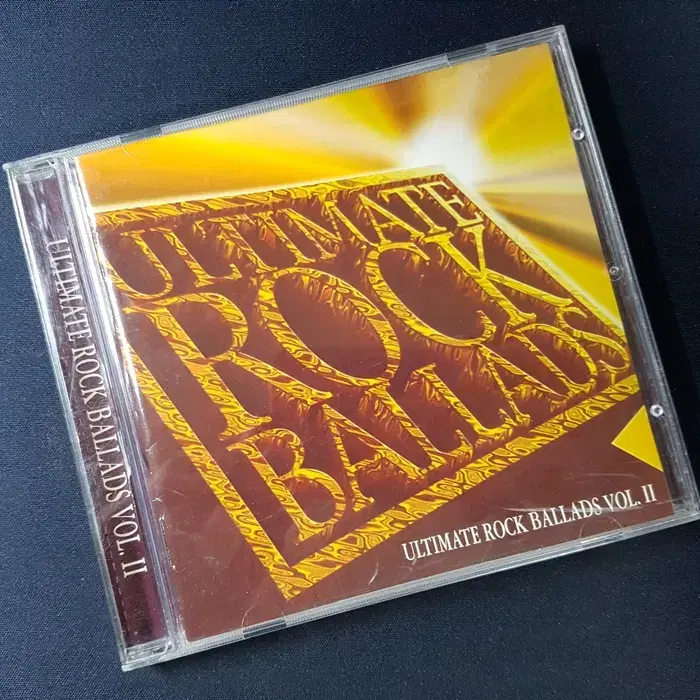 ULTIMATE
ROCK
BALLADS
ULTIMATE ROCK BALLADS VOL. II
ULTIMATE ROCK BALLADS VOL. II